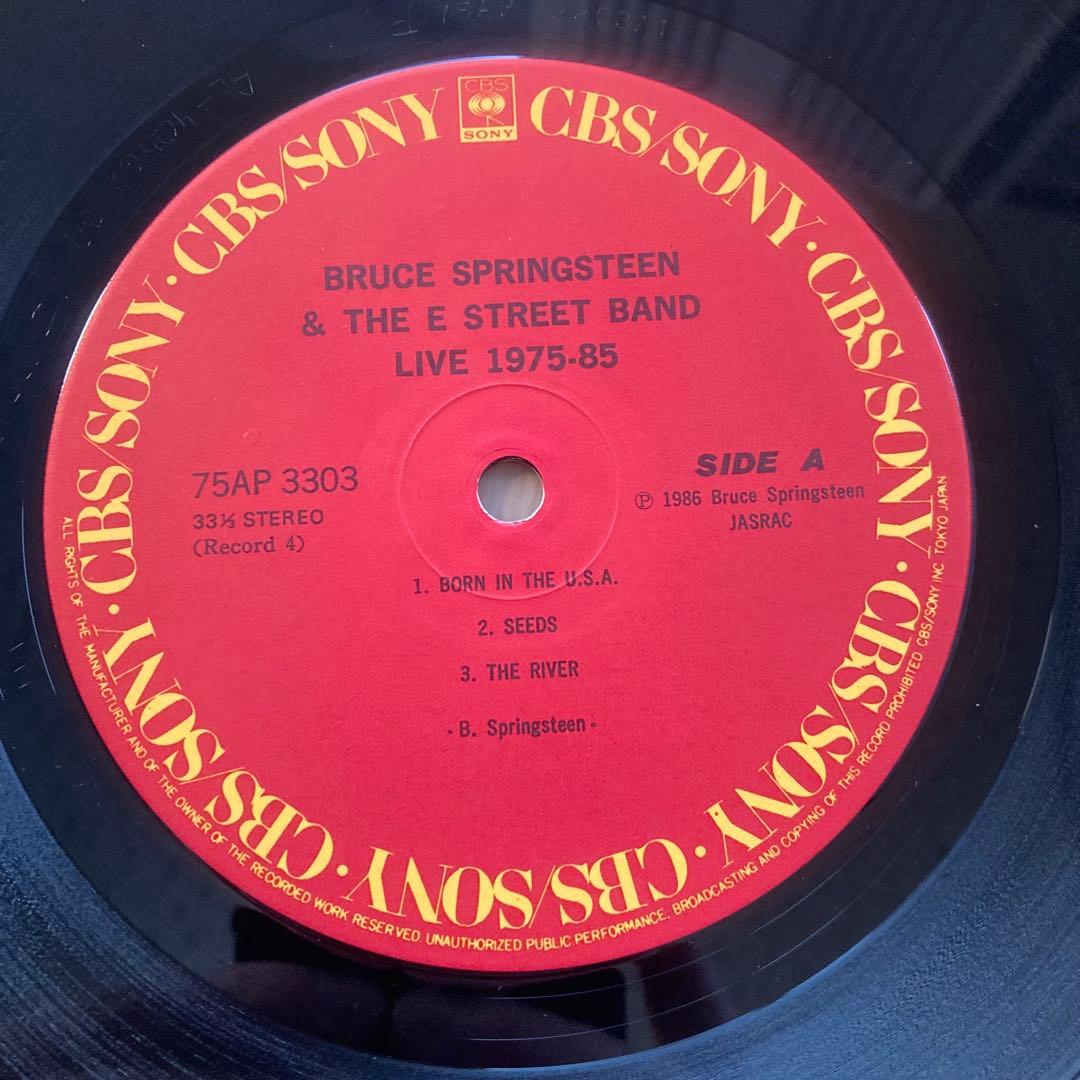 CBS
SONY
CBS/SONY · CBS/SONY · CBS/SONY · CBS/SONY · CBS/SONY · CBS/SONY · CBS/SONY · CBS/SONY
BRUCE SPRINGSTEEN
& THE E STREET BAND
LIVE 1975-85
75AP 3303
33⅓ STEREO
(Record 4)
SIDE A
Ⓟ 1986 Bruce Springsteen
JASRAC
1. BORN IN THE U.S.A.
2. SEEDS
3. THE RIVER
- B. Springsteen -
ALL RIGHTS OF THE MANUFACTURER AND OF THE OWNER OF THE RECORDED WORK RESERVED. UNAUTHORIZED PUBLIC PERFORMANCE, BROADCASTING AND COPYING OF THIS RECORD PROHIBITED. CBS/SONY INC. TOKYO JAPAN